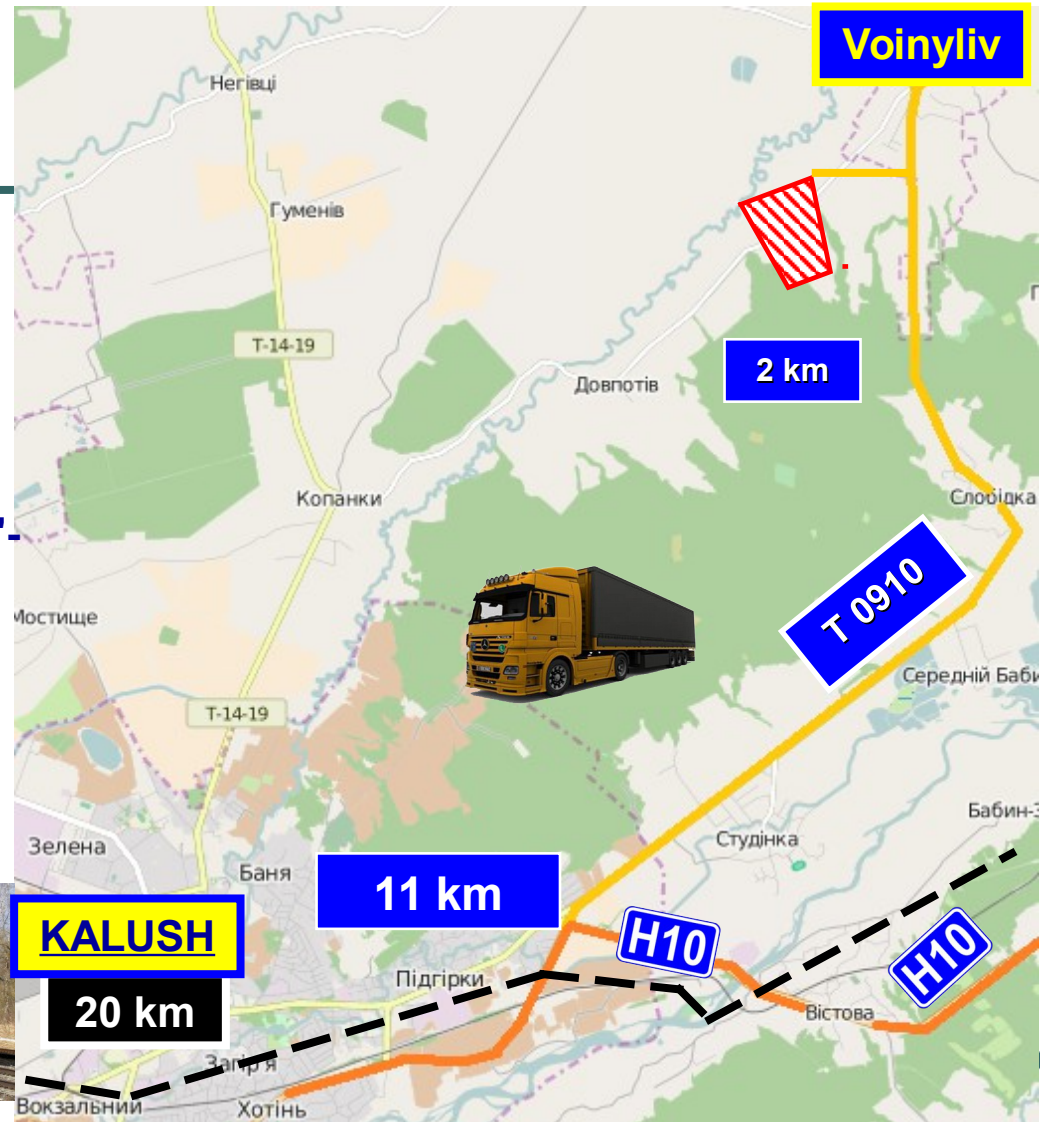 Voinyliv
Негівці
Гуменів
Т-14-19
2 km
Довпотів
Копанки
Слобідка
T 0910
Мостище
Середній Баби
Т-14-19
Бабин-З
Студінка
Зелена
Баня
11 km
KALUSH
H10
H10
Підгірки
20 km
Вістова
Загір'я
Вокзальний
Хотінь